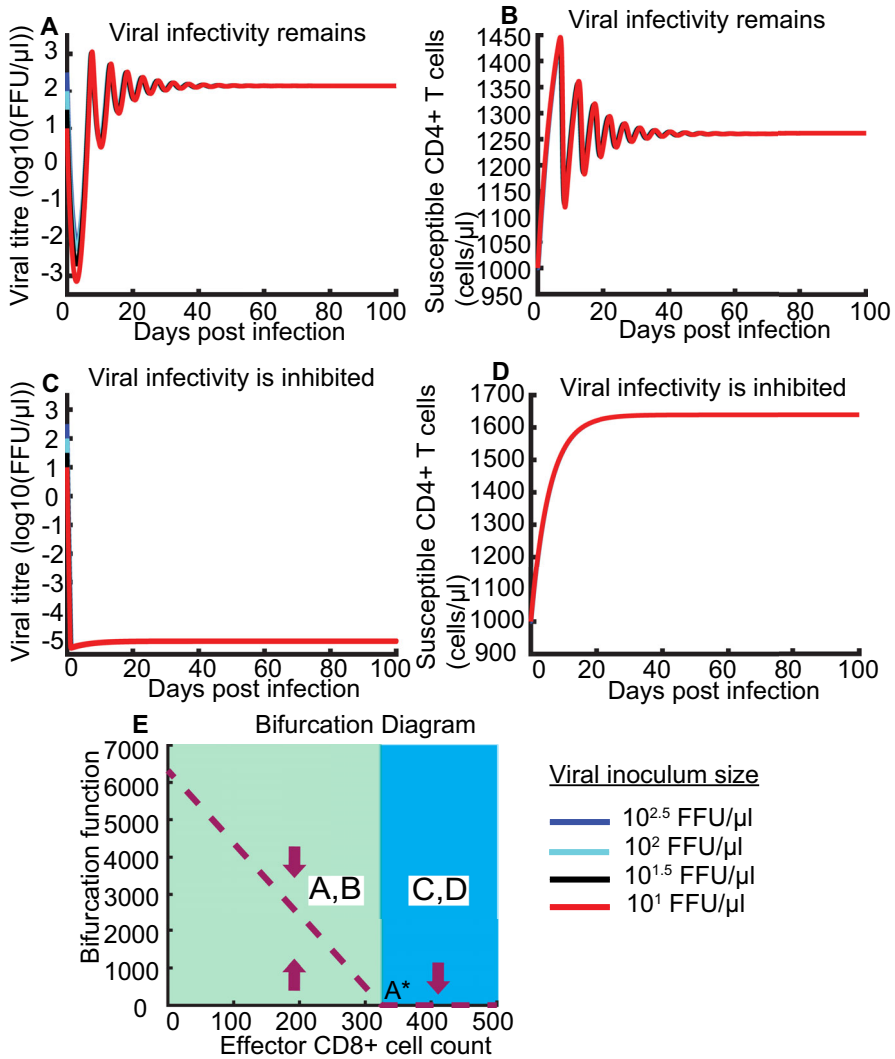 A
Viral infectivity remains
Viral titre (log10(FFU/µl))
3
2
1
0
-1
-2
-3
0 20 40 60 80 100
Days post infection
B
Viral infectivity remains
Susceptible CD4+ T cells
(cells/µl)
1450
1400
1350
1300
1250
1200
1150
1100
1050
1000
950
0 20 40 60 80 100
Days post infection
C
Viral infectivity is inhibited
Viral titre (log10(FFU/µl))
3
2
1
0
-1
-2
-3
-4
-5
0 20 40 60 80 100
Days post infection
D
Viral infectivity is inhibited
Susceptible CD4+ T cells
(cells/µl)
1700
1600
1500
1400
1300
1200
1100
1000
900
0 20 40 60 80 100
Days post infection
E
Bifurcation Diagram
Bifurcation function
7000
6000
5000
4000
3000
2000
1000
0
A,B
C,D
A*
0 100 200 300 400 500
Effector CD8+ cell count
Viral inoculum size
10^2.5 FFU/µl
10^2 FFU/µl
10^1.5 FFU/µl
10^1 FFU/µl